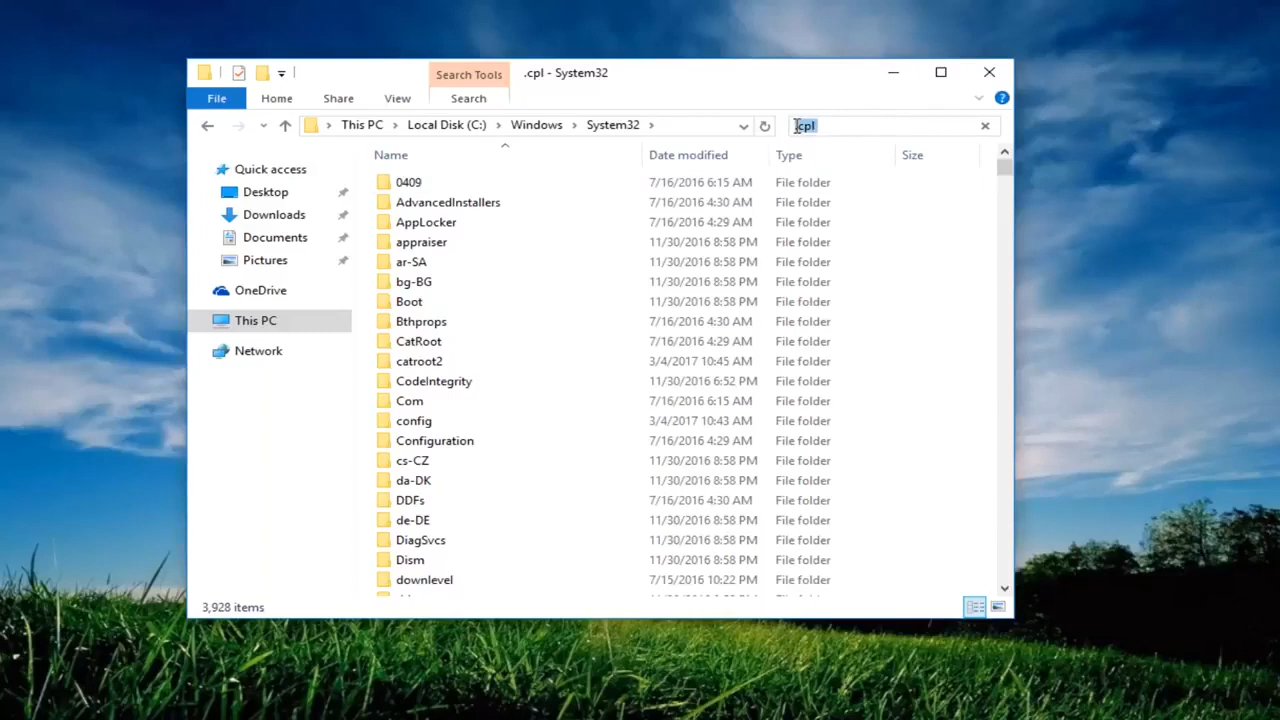 Search Tools
.cpl - System32
File Home Share View Search
This PC Local Disk (C:) Windows System32
.cpl
Name Date modified Type Size
Quick access
Desktop
Downloads
Documents
Pictures
OneDrive
This PC
Network
0409 7/16/2016 6:15 AM File folder
AdvancedInstallers 7/16/2016 4:30 AM File folder
AppLocker 7/16/2016 4:29 AM File folder
appraiser 11/30/2016 8:58 PM File folder
ar-SA 11/30/2016 8:58 PM File folder
bg-BG 11/30/2016 8:58 PM File folder
Boot 11/30/2016 8:58 PM File folder
Bthprops 7/16/2016 4:30 AM File folder
CatRoot 7/16/2016 4:29 AM File folder
catroot2 3/4/2017 10:45 AM File folder
CodeIntegrity 11/30/2016 6:52 PM File folder
Com 7/16/2016 6:15 AM File folder
config 3/4/2017 10:43 AM File folder
Configuration 7/16/2016 4:29 AM File folder
cs-CZ 11/30/2016 8:58 PM File folder
da-DK 11/30/2016 8:58 PM File folder
DDFs 7/16/2016 4:30 AM File folder
de-DE 11/30/2016 8:58 PM File folder
DiagSvcs 11/30/2016 8:58 PM File folder
Dism 11/30/2016 8:58 PM File folder
downlevel 7/15/2016 10:22 PM File folder
3,928 items